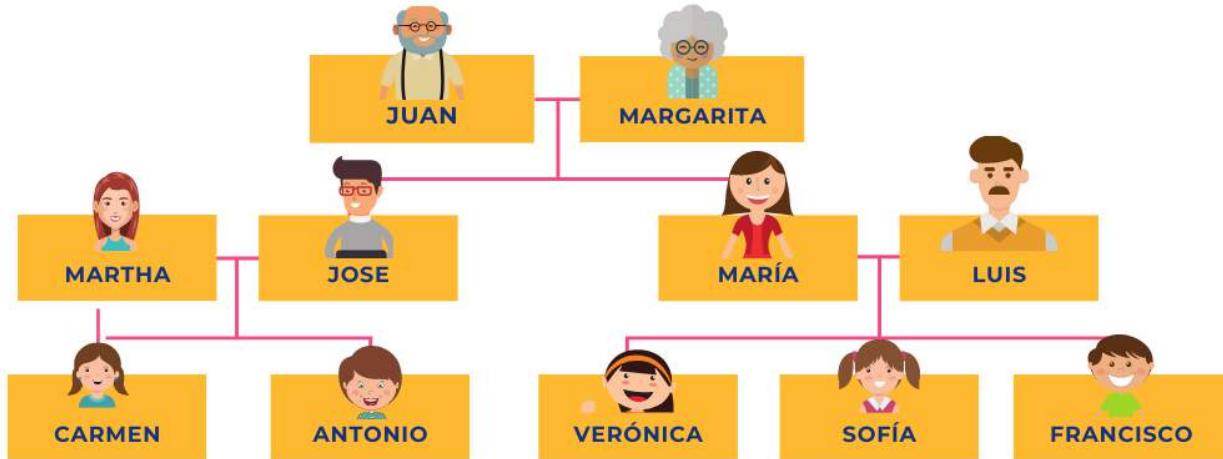 JUAN
MARGARITA
MARTHA
JOSE
MARÍA
LUIS
CARMEN
ANTONIO
VERÓNICA
SOFÍA
FRANCISCO